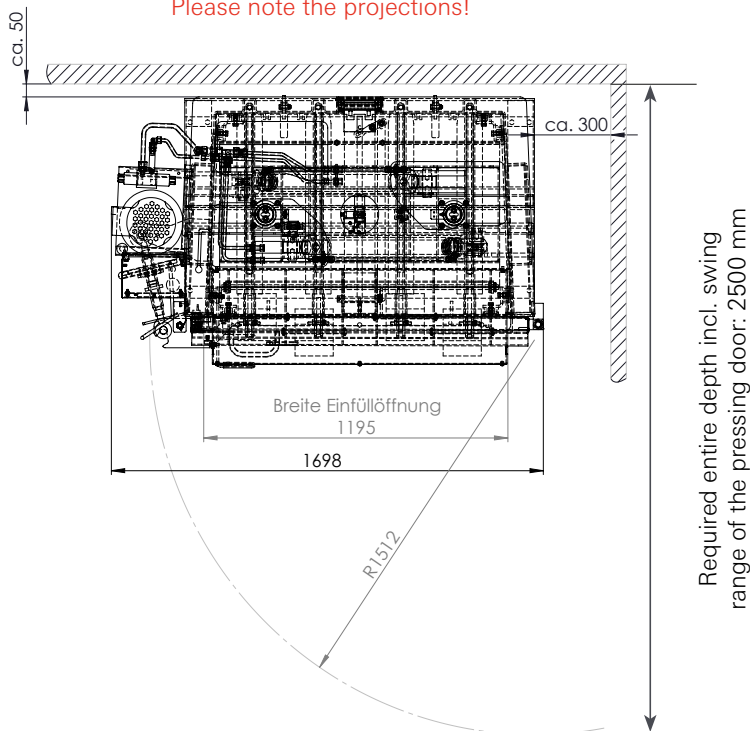 Please note the projections!
ca. 50
ca. 300
Breite Einfüllöffnung
1195
1698
R1512
Required entire depth incl. swing
range of the pressing door: 2500 mm